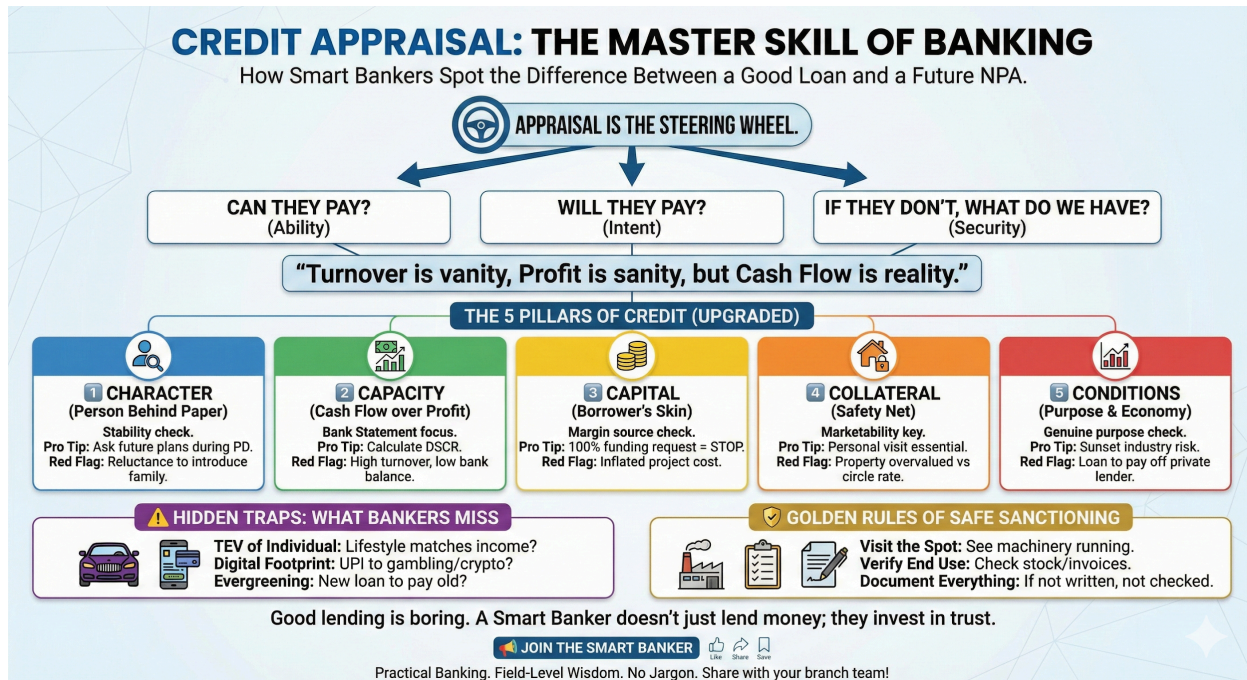 CREDIT APPRAISAL: THE MASTER SKILL OF BANKING
How Smart Bankers Spot the Difference Between a Good Loan and a Future NPA.
APPRAISAL IS THE STEERING WHEEL.
CAN THEY PAY?
(Ability)
WILL THEY PAY?
(Intent)
IF THEY DON'T, WHAT DO WE HAVE?
(Security)
“Turnover is vanity, Profit is sanity, but Cash Flow is reality.”
THE 5 PILLARS OF CREDIT (UPGRADED)
1 CHARACTER
(Person Behind Paper)
Stability check.
Pro Tip: Ask future plans during PD.
Red Flag: Reluctance to introduce
family.
2 CAPACITY
(Cash Flow over Profit)
Bank Statement focus.
Pro Tip: Calculate DSCR.
Red Flag: High turnover, low bank
balance.
3 CAPITAL
(Borrower's Skin)
Margin source check.
Pro Tip: 100% funding request = STOP.
Red Flag: Inflated project cost.
4 COLLATERAL
(Safety Net)
Marketability key.
Pro Tip: Personal visit essential.
Red Flag: Property overvalued vs
circle rate.
5 CONDITIONS
(Purpose & Economy)
Genuine purpose check.
Pro Tip: Sunset industry risk.
Red Flag: Loan to pay off private
lender.
HIDDEN TRAPS: WHAT BANKERS MISS
TEV of Individual: Lifestyle matches income?
Digital Footprint: UPI to gambling/crypto?
Evergreening: New loan to pay old?
GOLDEN RULES OF SAFE SANCTIONING
Visit the Spot: See machinery running.
Verify End Use: Check stock/invoices.
Document Everything: If not written, not checked.
Good lending is boring. A Smart Banker doesn't just lend money; they invest in trust.
JOIN THE SMART BANKER
Like Share Save
Practical Banking. Field-Level Wisdom. No Jargon. Share with your branch team!